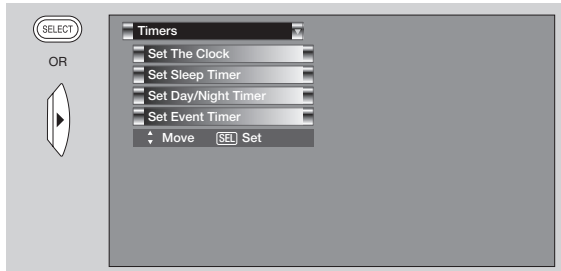 SELECT
OR
Timers
Set The Clock
Set Sleep Timer
Set Day/Night Timer
Set Event Timer
Move SEL Set